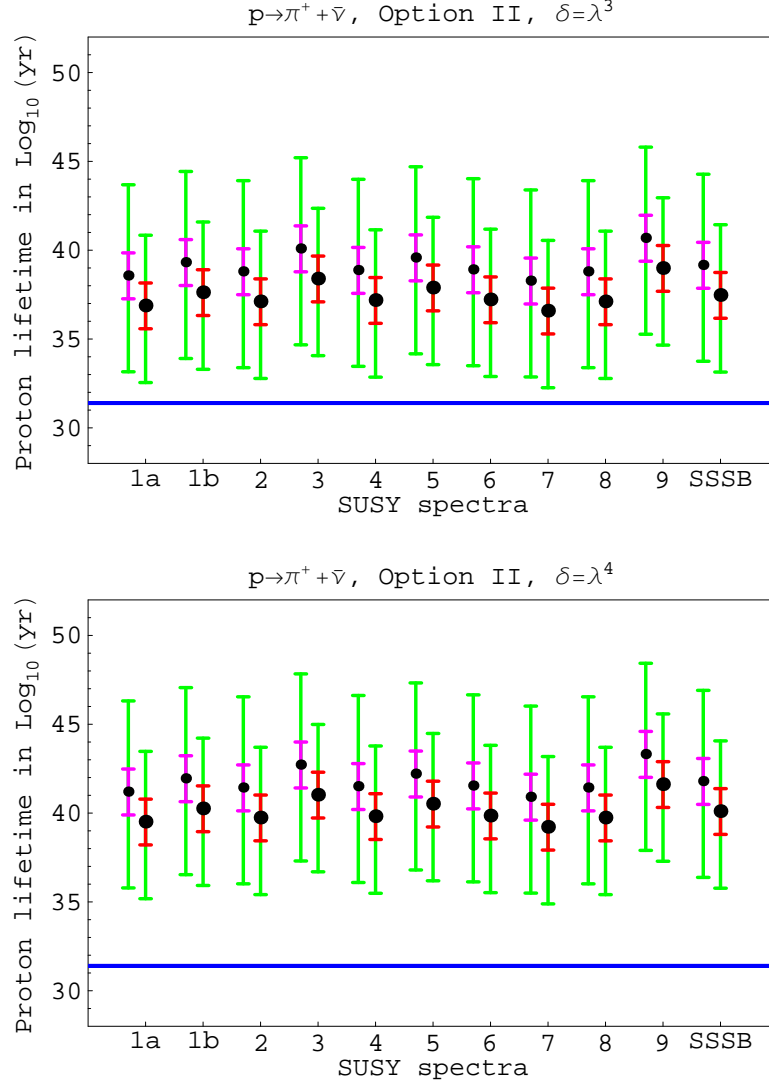 p→π⁺+ν̄, Option II, δ=λ³
Proton lifetime in Log₁₀(yr)
50
45
40
35
30
1a 1b 2 3 4 5 6 7 8 9 SSSB
SUSY spectra
p→π⁺+ν̄, Option II, δ=λ⁴
Proton lifetime in Log₁₀(yr)
50
45
40
35
30
1a 1b 2 3 4 5 6 7 8 9 SSSB
SUSY spectra